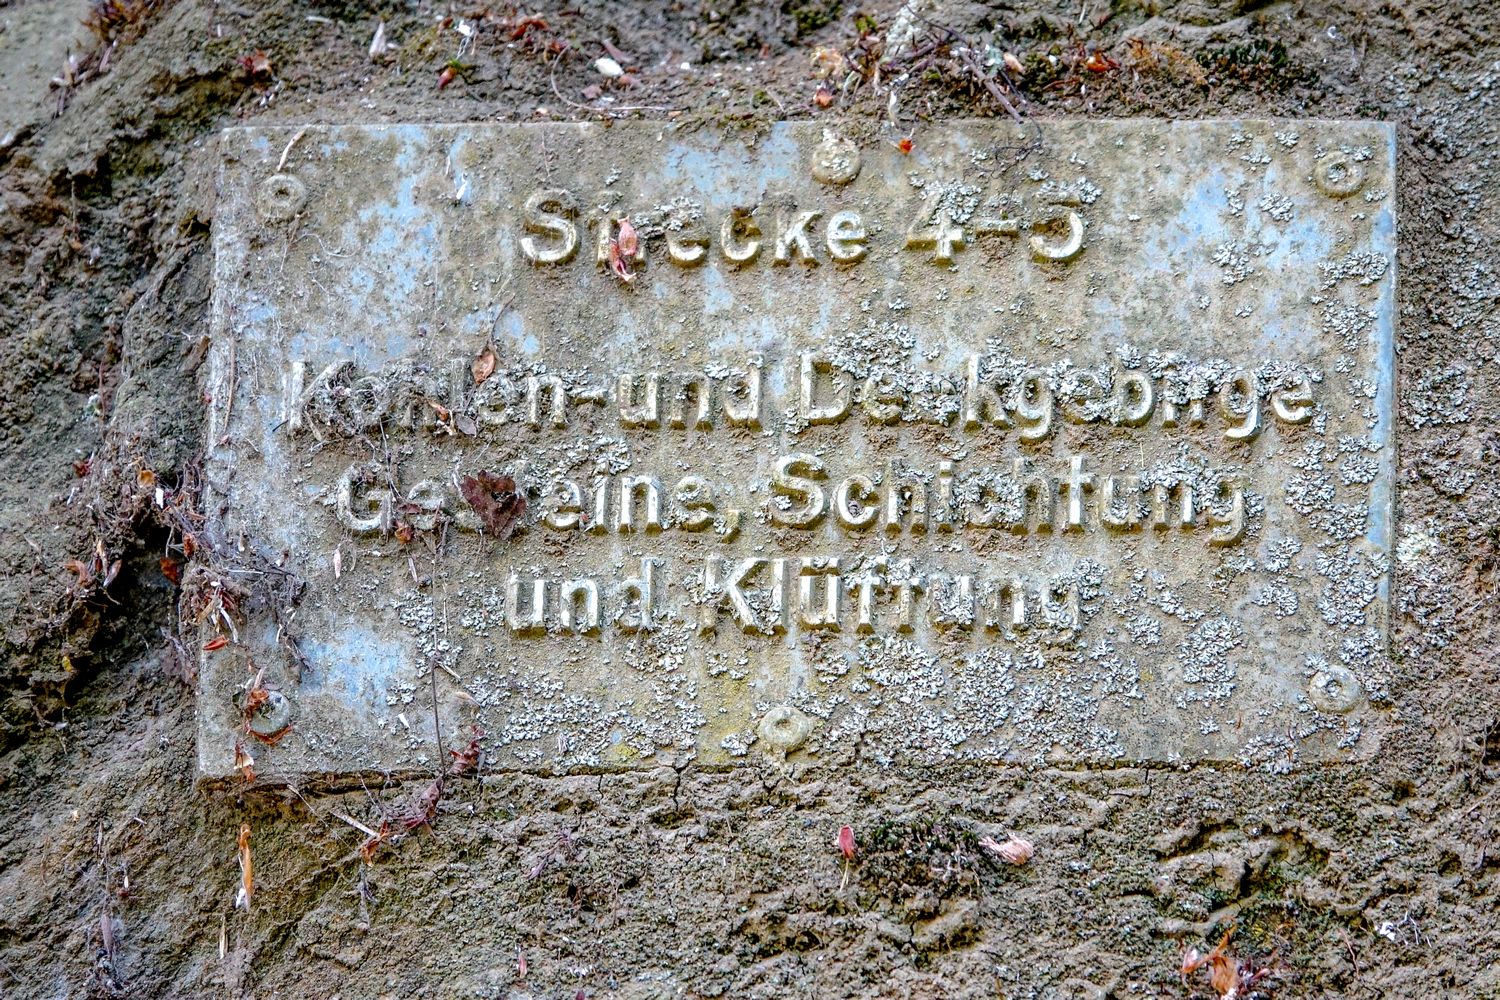 Strecke 4-5
Kohlen-und Deckgebirge
Gesteine, Schichtung
und Klüftung